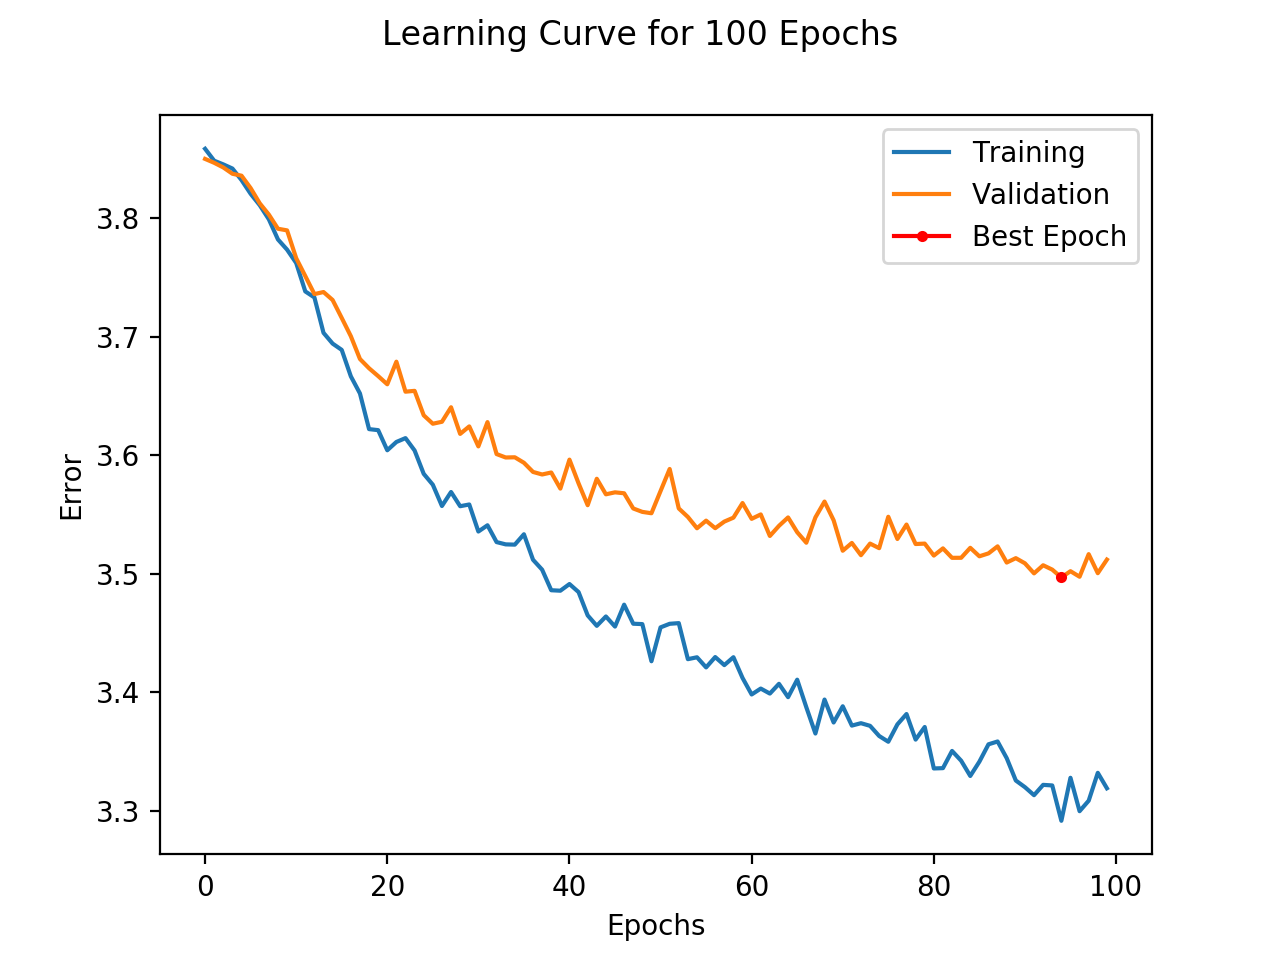 Learning Curve for 100 Epochs
Training
Validation
Best Epoch
3.8
3.7
3.6
3.5
3.4
3.3
Error
0 20 40 60 80 100
Epochs